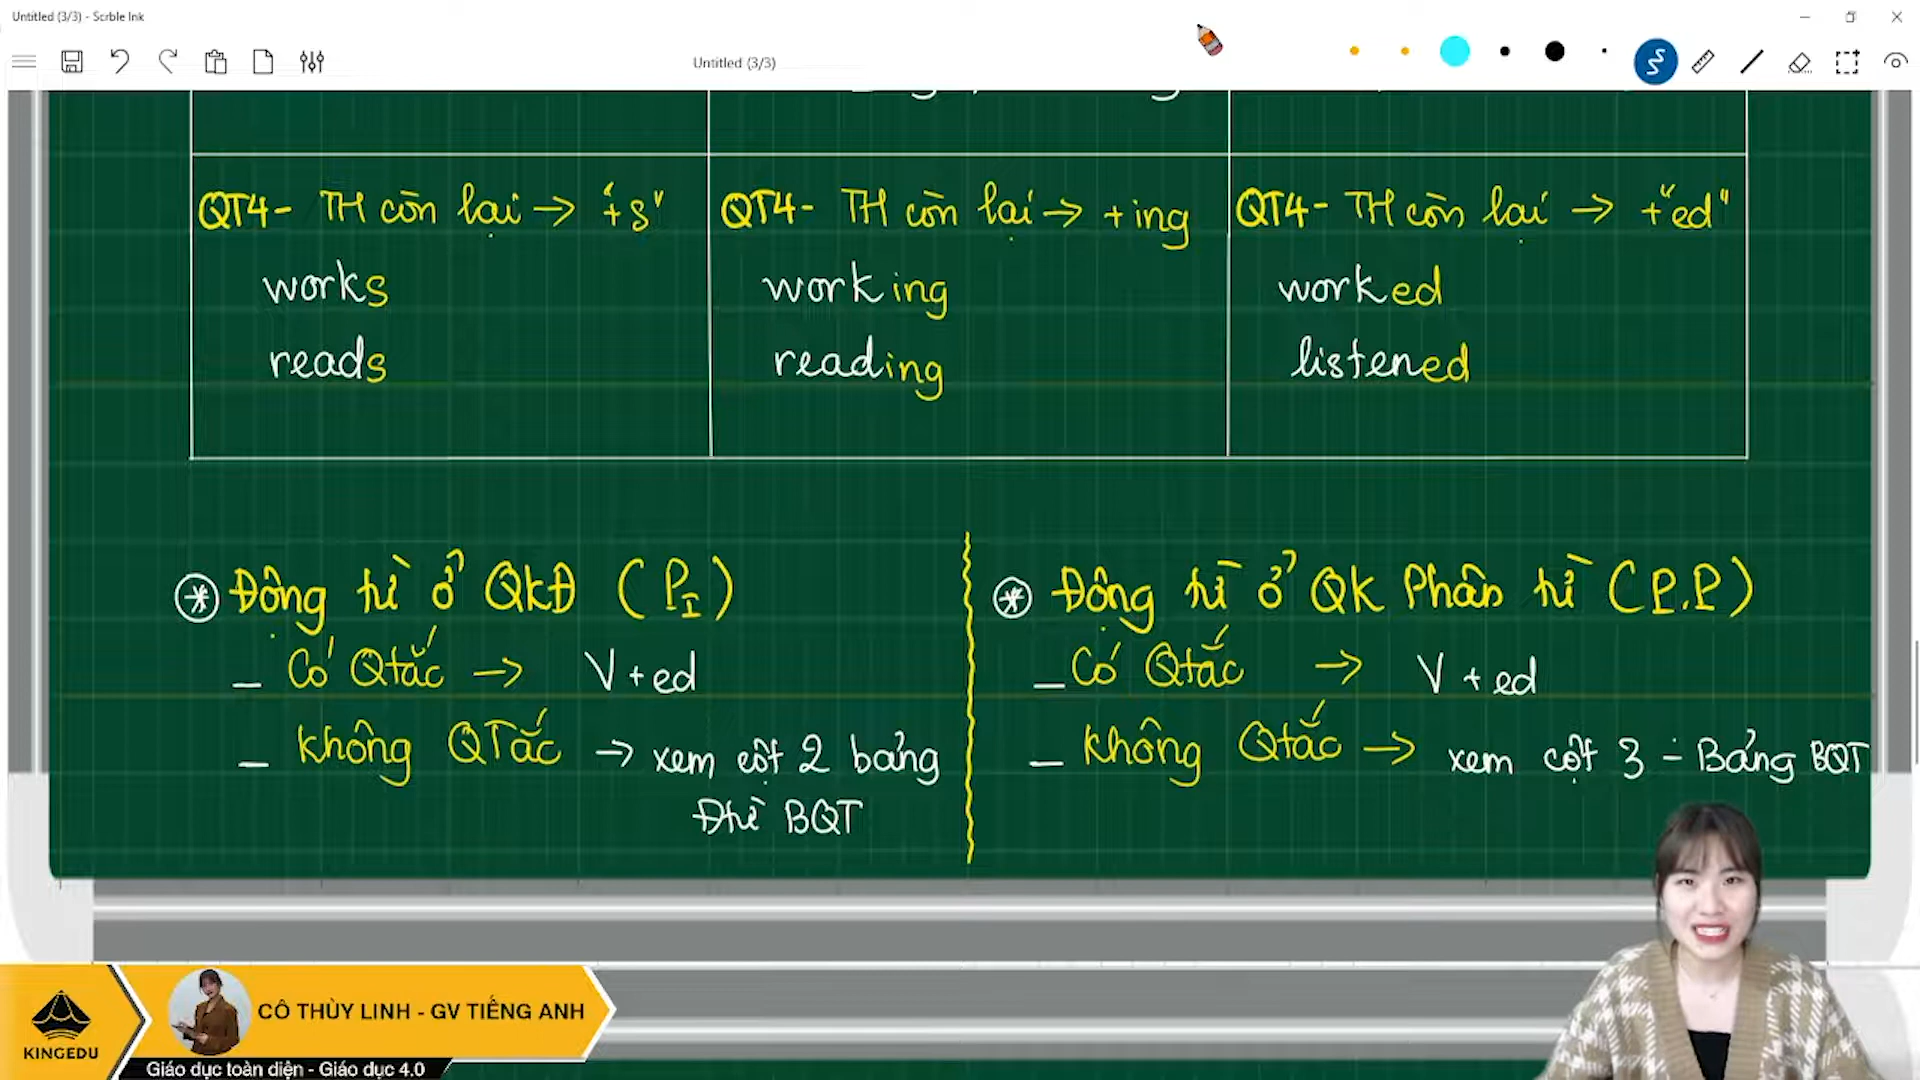 Untitled (3/3) - Scrble Ink
Untitled (3/3)
QT4- TH còn lại → "+s"
works
reads
QT4- TH còn lại → +ing
working
reading
QT4- TH còn lại → +"ed"
worked
listened
* Động từ ở QKĐ (PI)
- Có Qtắc → V+ed
- Không QTắc → xem cột 2 bảng
Đtừ BQT
* Động từ ở QK Phân từ (P.P)
- Có Qtắc → V+ed
- Không Qtắc → xem cột 3 - Bảng BQT
KINGEDU
CÔ THÙY LINH - GV TIẾNG ANH
Giáo dục toàn diện - Giáo dục 4.0